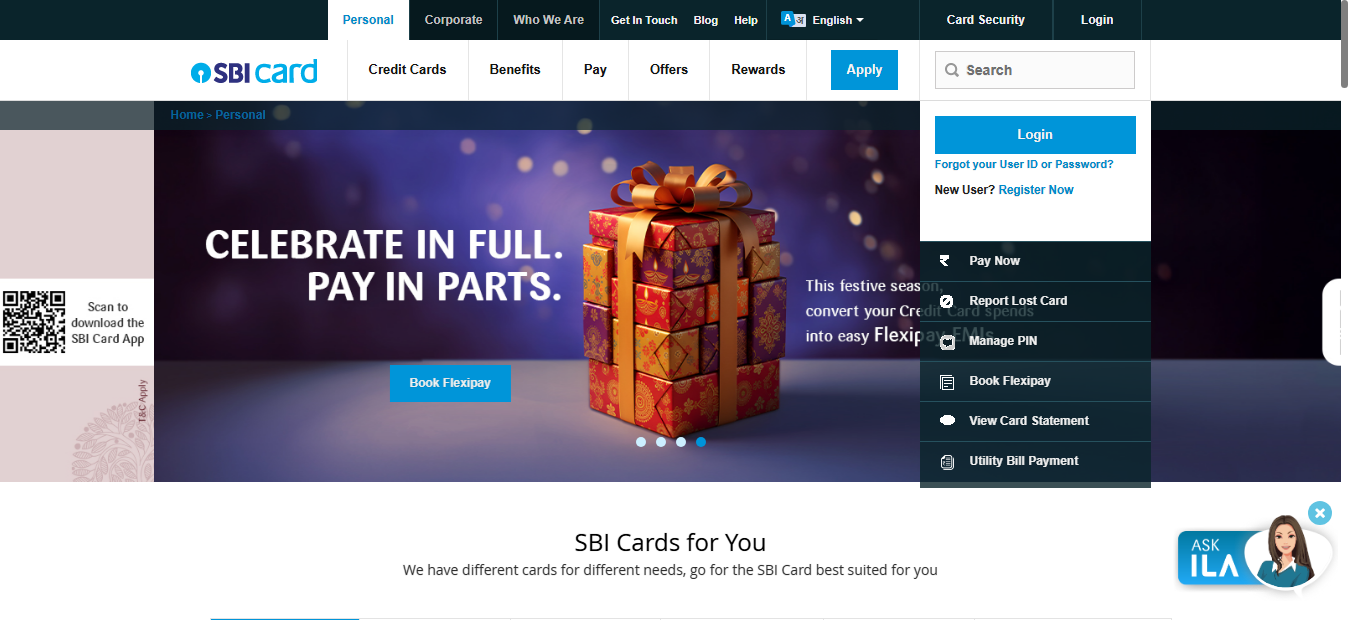 Personal
Corporate
Who We Are
Get In Touch
Blog
Help
A अ
English
Card Security
Login
SBI card
Credit Cards
Benefits
Pay
Offers
Rewards
Apply
Search
Home > Personal
Login
Forgot your User ID or Password?
New User? Register Now
CELEBRATE IN FULL.
PAY IN PARTS.
This festive season,
convert your Credit Card spends
into easy Flexipay EMIs
Book Flexipay
Scan to
download the
SBI Card App
T&C Apply
Pay Now
Report Lost Card
Manage PIN
Book Flexipay
View Card Statement
Utility Bill Payment
SBI Cards for You
We have different cards for different needs, go for the SBI Card best suited for you
ASK
ILA